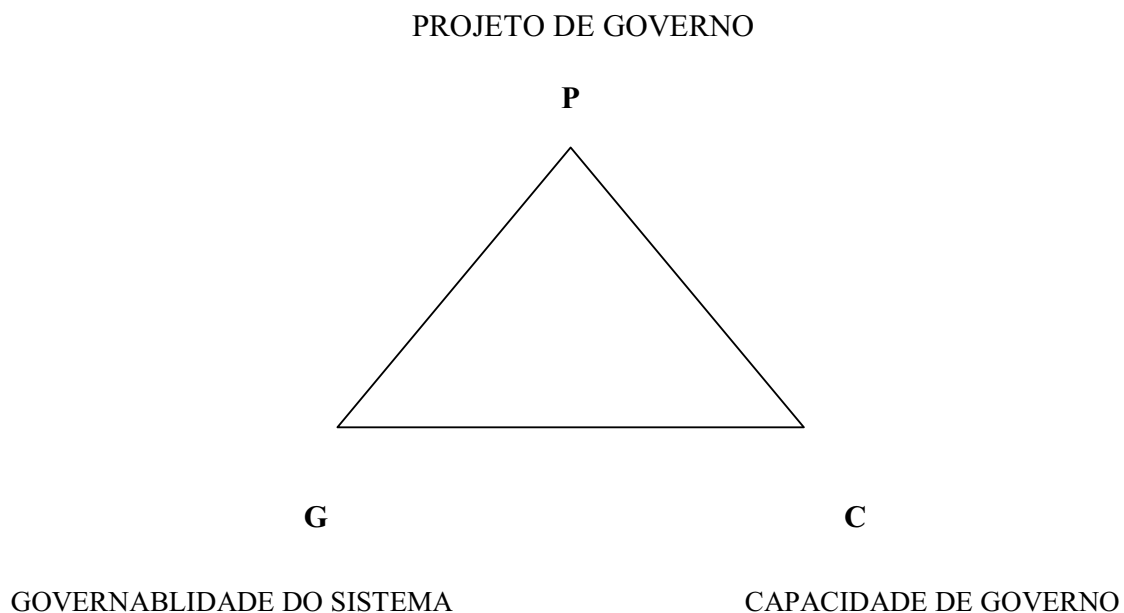 PROJETO DE GOVERNO
P
G
C
GOVERNABLIDADE DO SISTEMA
CAPACIDADE DE GOVERNO